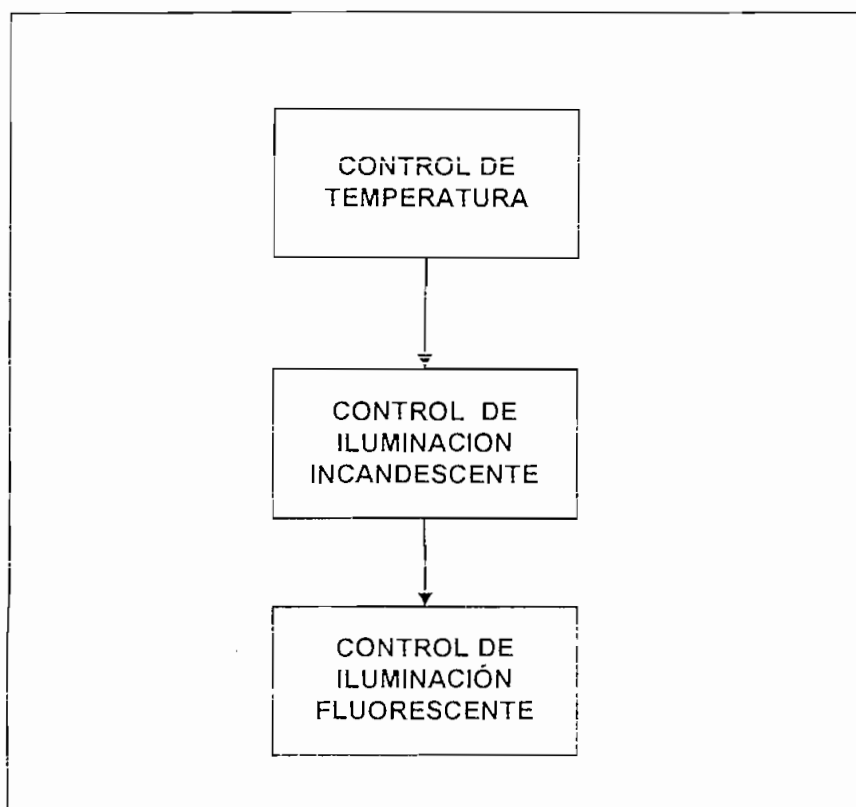 CONTROL DE
TEMPERATURA
CONTROL DE
ILUMINACION
INCANDESCENTE
CONTROL DE
ILUMINACIÓN
FLUORESCENTE